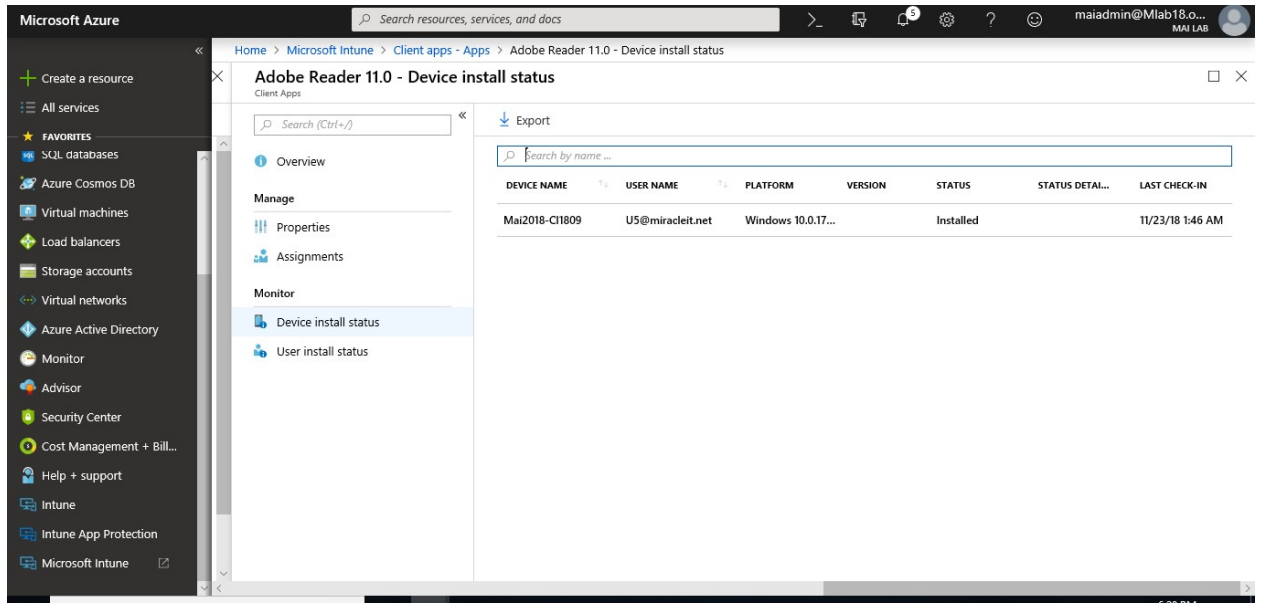 Microsoft Azure
Search resources, services, and docs
5
maiadmin@Mlab18.o...
MAI LAB
Home > Microsoft Intune > Client apps - Apps > Adobe Reader 11.0 - Device install status
Create a resource
All services
FAVORITES
SQL databases
Azure Cosmos DB
Virtual machines
Load balancers
Storage accounts
Virtual networks
Azure Active Directory
Monitor
Advisor
Security Center
Cost Management + Bill...
Help + support
Intune
Intune App Protection
Microsoft Intune
Adobe Reader 11.0 - Device install status
Client Apps
Search (Ctrl+/)
Overview
Manage
Properties
Assignments
Monitor
Device install status
User install status
Export
Search by name ...
DEVICE NAME USER NAME PLATFORM VERSION STATUS STATUS DETAI... LAST CHECK-IN
Mai2018-Cl1809 U5@miracleit.net Windows 10.0.17... Installed 11/23/18 1:46 AM